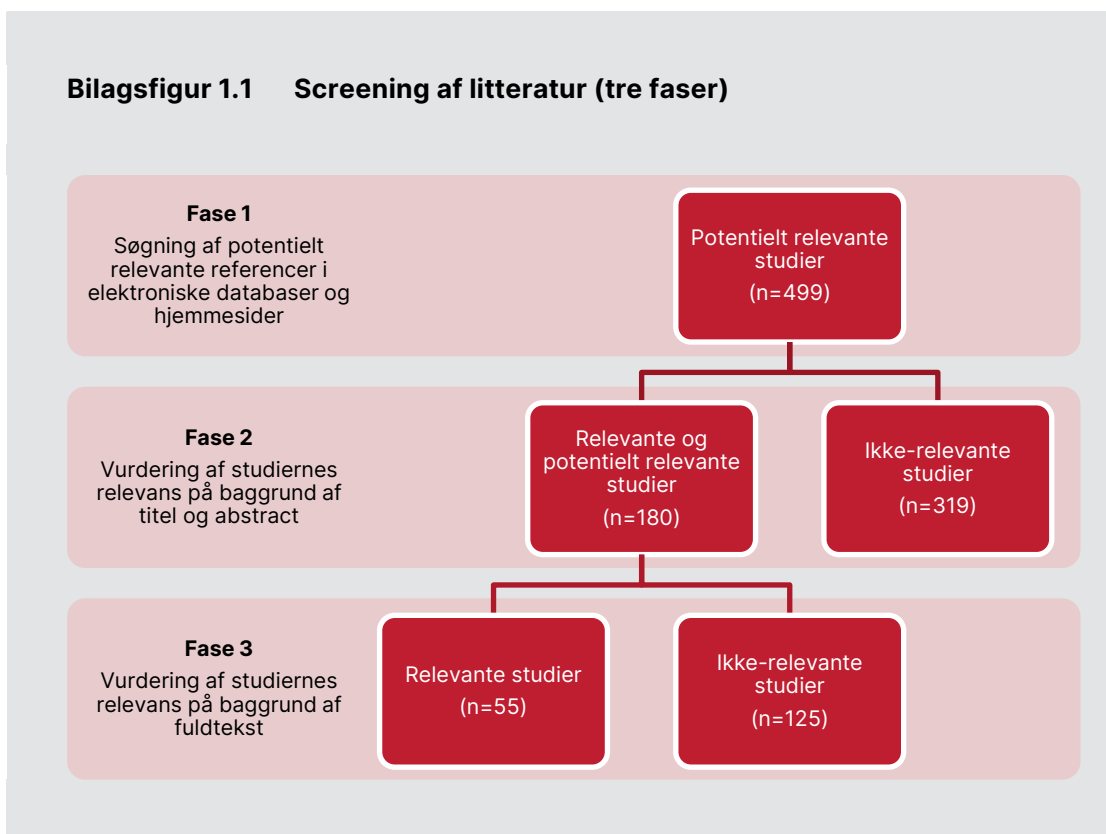 Bilagsfigur 1.1 Screening af litteratur (tre faser)
Fase 1
Søgning af potentielt
relevante referencer i
elektroniske databaser og
hjemmesider
Potentielt relevante
studier
(n=499)
Fase 2
Vurdering af studiernes
relevans på baggrund af
titel og abstract
Relevante og
potentielt relevante
studier
(n=180)
Ikke-relevante
studier
(n=319)
Fase 3
Vurdering af studiernes
relevans på baggrund af
fuldtekst
Relevante studier
(n=55)
Ikke-relevante
studier
(n=125)